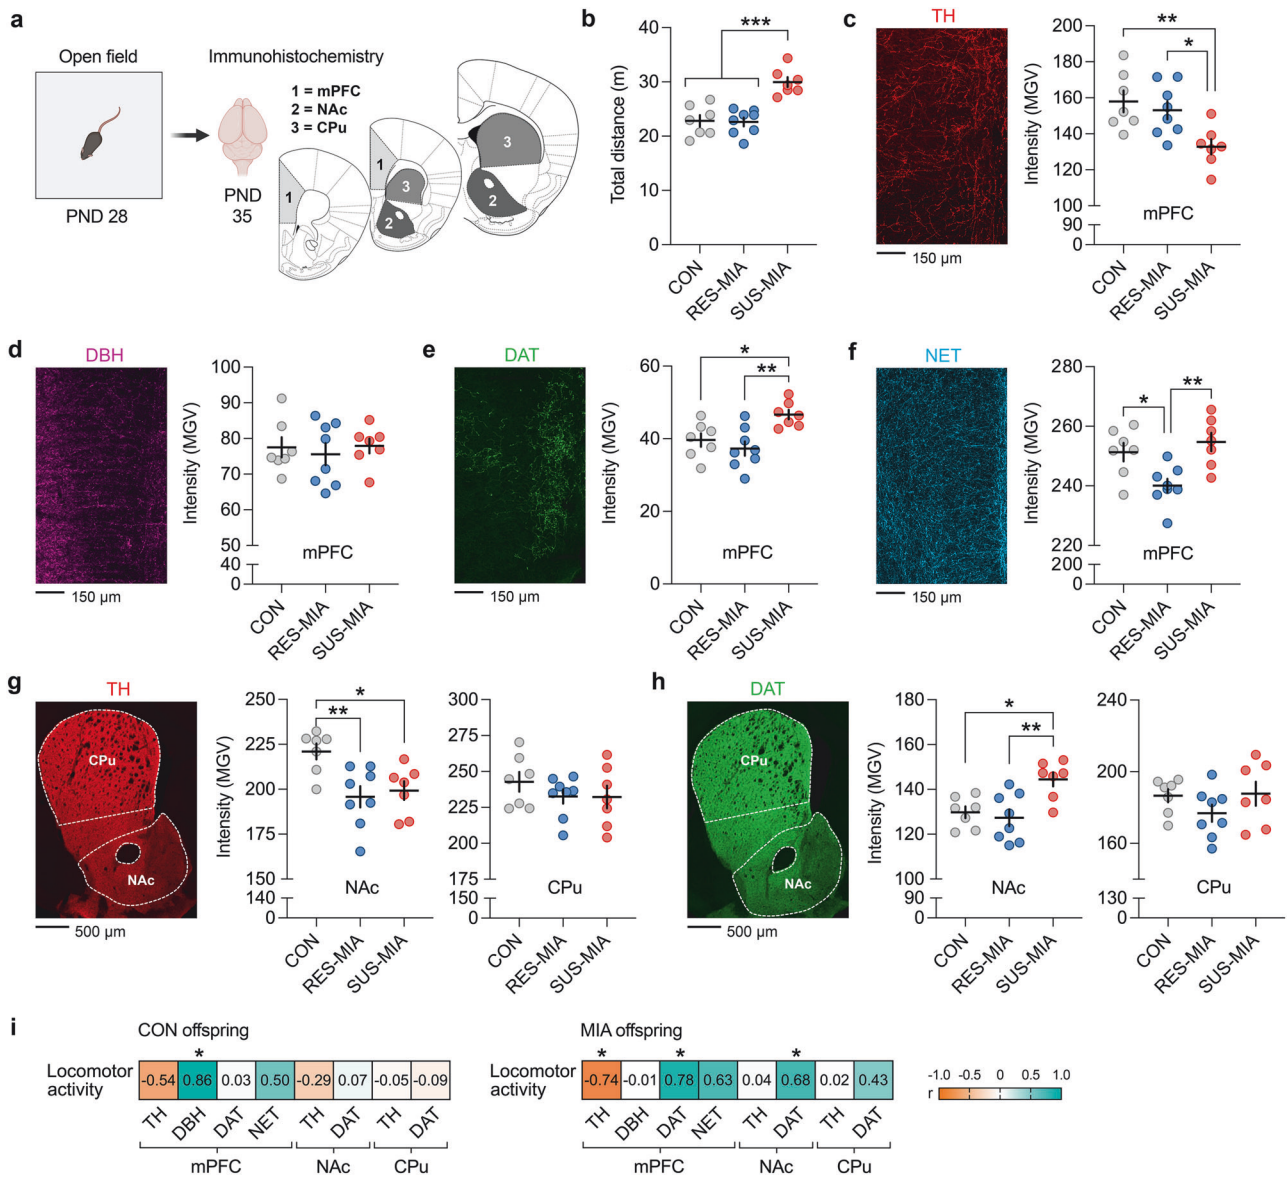 a
Open field
PND 28
Immunohistochemistry
1 = mPFC
2 = NAc
3 = CPu
PND
35
1
1
3
2
3
2
b
***
Total distance (m)
40
30
20
10
0
CON
RES-MIA
SUS-MIA
c
TH
150 µm
**
*
Intensity (MGV)
200
180
160
140
120
100
90
0
mPFC
CON
RES-MIA
SUS-MIA
d
DBH
150 µm
Intensity (MGV)
100
90
80
70
60
50
40
0
mPFC
CON
RES-MIA
SUS-MIA
e
DAT
150 µm
*
**
Intensity (MGV)
60
40
20
0
mPFC
CON
RES-MIA
SUS-MIA
f
NET
150 µm
*
**
Intensity (MGV)
280
260
240
220
200
0
mPFC
CON
RES-MIA
SUS-MIA
g
TH
CPu
NAc
500 µm
*
**
Intensity (MGV)
250
225
200
175
150
140
0
NAc
CON
RES-MIA
SUS-MIA
300
275
250
225
200
175
150
0
CPu
CON
RES-MIA
SUS-MIA
h
DAT
CPu
NAc
500 µm
*
**
Intensity (MGV)
180
160
140
120
100
90
0
NAc
CON
RES-MIA
SUS-MIA
240
200
160
130
0
CPu
CON
RES-MIA
SUS-MIA
i
CON offspring
*
Locomotor
activity
-0.54 0.86 0.03 0.50 -0.29 0.07 -0.05 -0.09
TH DBH DAT NET TH DAT TH DAT
mPFC NAc CPu
MIA offspring
* * *
Locomotor
activity
-0.74 -0.01 0.78 0.63 0.04 0.68 0.02 0.43
TH DBH DAT NET TH DAT TH DAT
mPFC NAc CPu
-1.0 -0.5 0 0.5 1.0
r